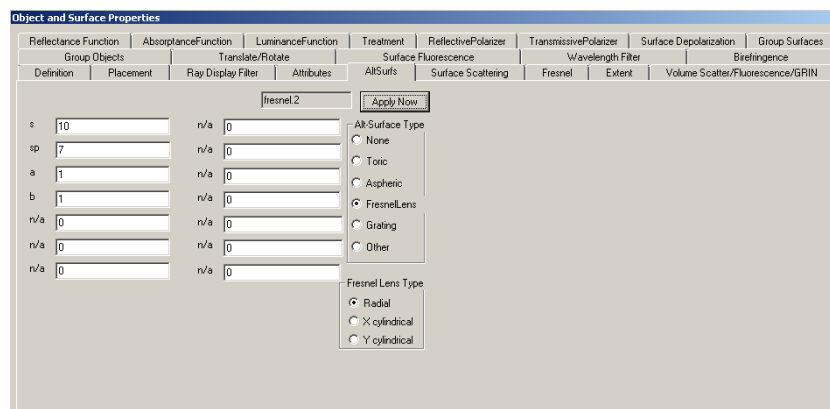 Object and Surface Properties
Reflectance Function AbsorptanceFunction LuminanceFunction Treatment ReflectivePolarizer TransmissivePolarizer Surface Depolarization Group Surfaces
Group Objects Translate/Rotate Surface Fluorescence Wavelength Filter Birefringence
Definition Placement Ray Display Filter Attributes AltSurfs Surface Scattering Fresnel Extent Volume Scatter/Fluorescence/GRIN
fresnel.2 Apply Now
s 10 n/a 0
sp 7 n/a 0
a 1 n/a 0
b 1 n/a 0
n/a 0 n/a 0
n/a 0 n/a 0
n/a 0 n/a 0
Alt-Surface Type
None
Toric
Aspheric
FresnelLens
Grating
Other
Fresnel Lens Type
Radial
X cylindrical
Y cylindrical